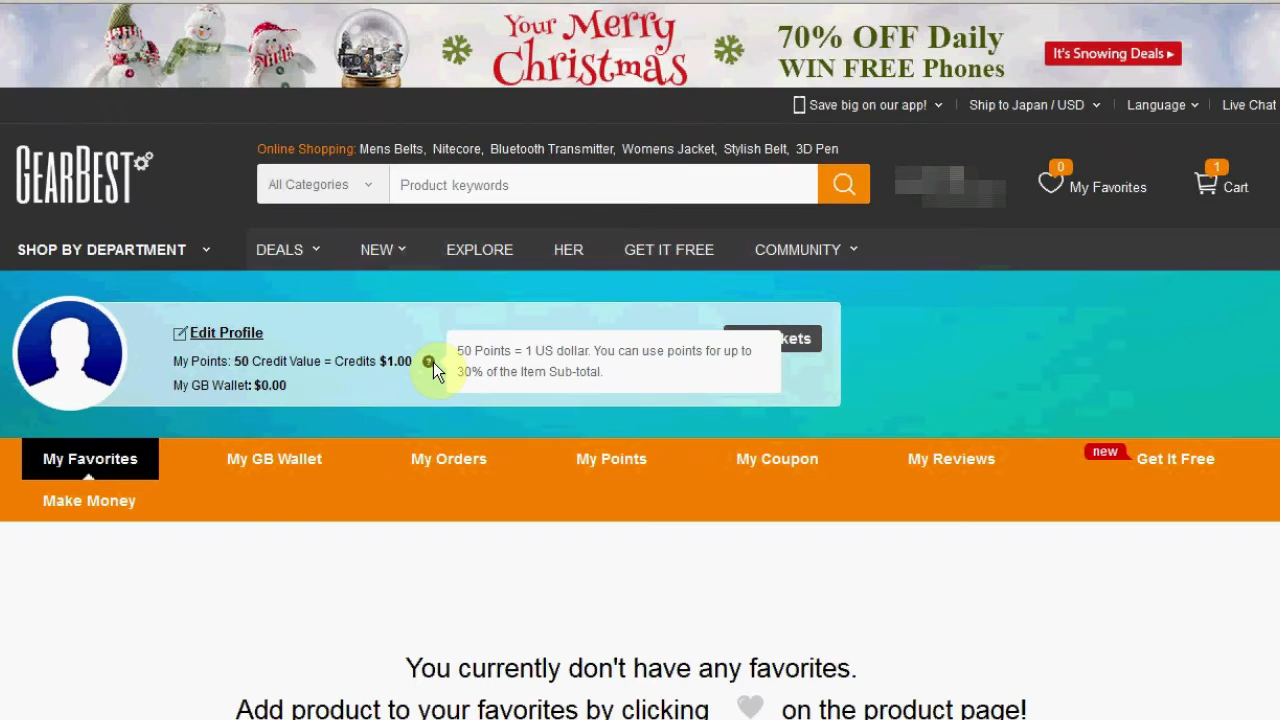 Your Merry
Christmas
70% OFF Daily
WIN FREE Phones
It's Snowing Deals
Save big on our app!
Ship to Japan / USD
Language
Live Chat
GEARBEST
Online Shopping: Mens Belts, Nitecore, Bluetooth Transmitter, Womens Jacket, Stylish Belt, 3D Pen
All Categories
Product keywords
0
My Favorites
1
Cart
SHOP BY DEPARTMENT
DEALS
NEW
EXPLORE
HER
GET IT FREE
COMMUNITY
Edit Profile
My Points: 50 Credit Value = Credits $1.00
?
50 Points = 1 US dollar. You can use points for up to
30% of the Item Sub-total.
kets
My GB Wallet: $0.00
My Favorites
My GB Wallet
My Orders
My Points
My Coupon
My Reviews
new
Get It Free
Make Money
You currently don't have any favorites.
Add product to your favorites by clicking on the product page!